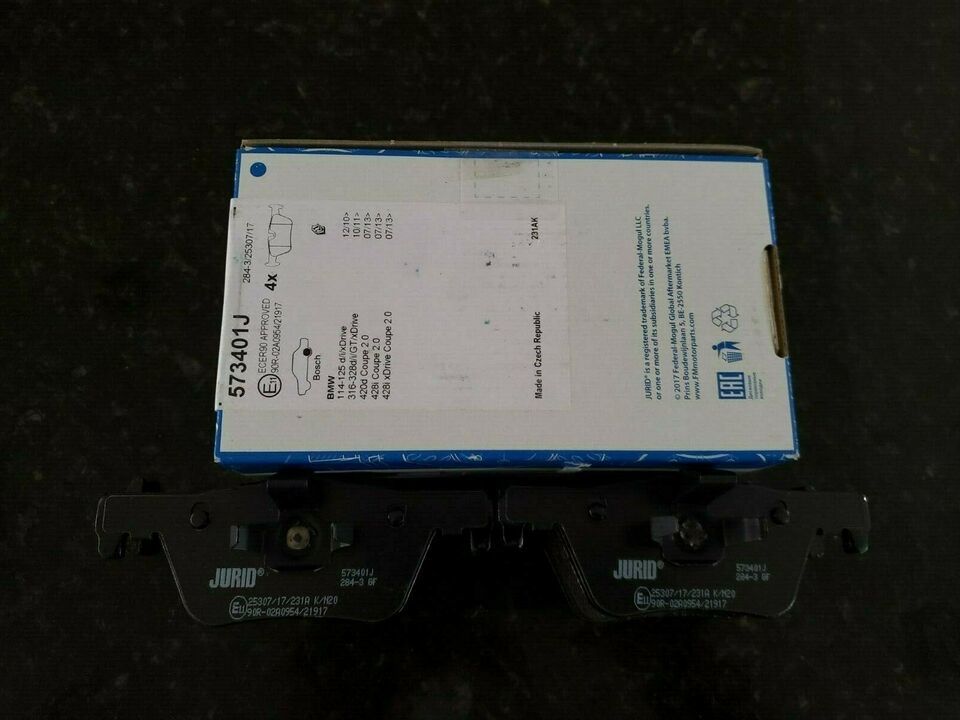 573401J
284-3/25307/17
E11
ECER90 APPROVED
90R-02A0954/21917
4x
Bosch
BMW
114-125 d/i/xDrive
12/10>
316-328d/i/GT/xDrive
10/11>
420d Coupe 2.0
07/13>
428i Coupe 2.0
07/13>
428i xDrive Coupe 2.0
07/13>
Made in Czech Republic
231AK
JURID® is a registered trademark of Federal-Mogul LLC
or one or more of its subsidiaries in one or more countries.
© 2017 Federal-Mogul Global Aftermarket EMEA bvba.
Prins Boudewijnlaan 5, BE-2550 Kontich
www.FMmotorparts.com
EAC
JURID®
573401J
284-3 GF
E11
25307/17/231A K/M20
90R-02A0954/21917
JURID®
573401J
284-3 GF
E11
25307/17/231A K/M20
90R-02A0954/21917